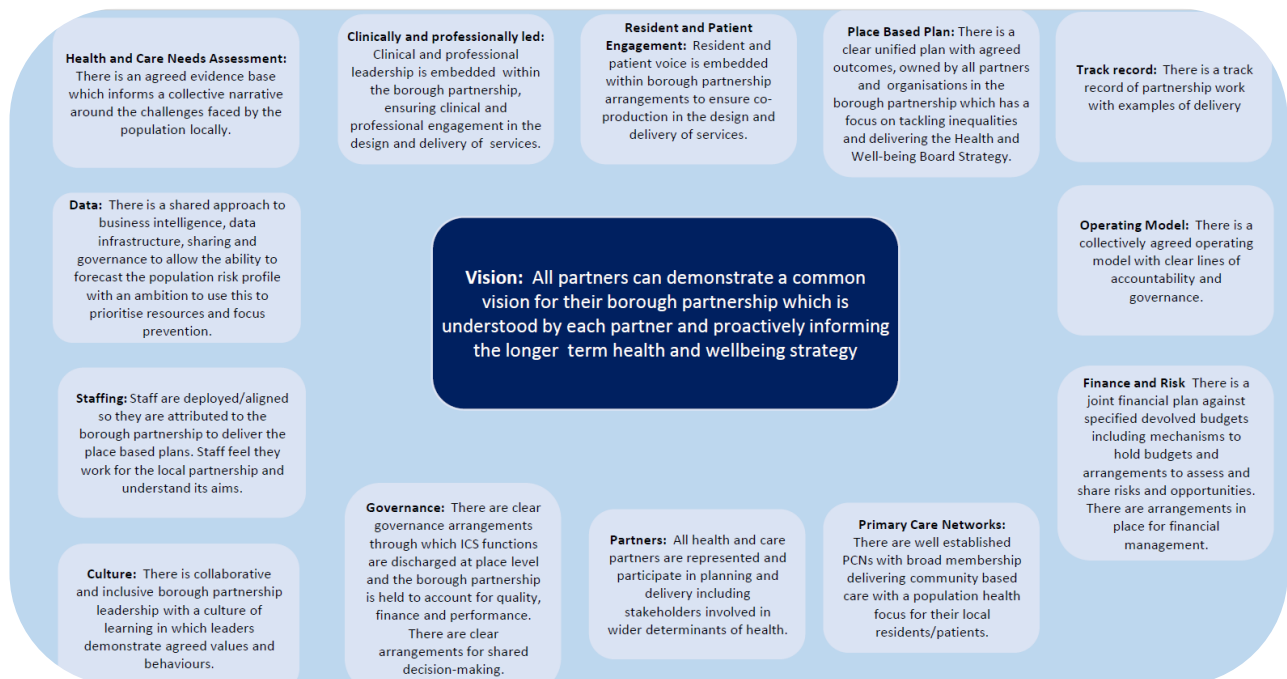 Health and Care Needs Assessment:
There is an agreed evidence base
which informs a collective narrative
around the challenges faced by the
population locally.
Clinically and professionally led:
Clinical and professional
leadership is embedded within
the borough partnership,
ensuring clinical and
professional engagement in the
design and delivery of services.
Resident and Patient
Engagement: Resident and
patient voice is embedded
within borough partnership
arrangements to ensure co-
production in the design and
delivery of services.
Place Based Plan: There is a
clear unified plan with agreed
outcomes, owned by all partners
and organisations in the
borough partnership which has a
focus on tackling inequalities
and delivering the Health and
Well-being Board Strategy.
Track record: There is a track
record of partnership work
with examples of delivery
Data: There is a shared approach to
business intelligence, data
infrastructure, sharing and
governance to allow the ability to
forecast the population risk profile
with an ambition to use this to
prioritise resources and focus
prevention.
Vision: All partners can demonstrate a common
vision for their borough partnership which is
understood by each partner and proactively informing
the longer term health and wellbeing strategy
Operating Model: There is a
collectively agreed operating
model with clear lines of
accountability and
governance.
Staffing: Staff are deployed/aligned
so they are attributed to the
borough partnership to deliver the
place based plans. Staff feel they
work for the local partnership and
understand its aims.
Finance and Risk There is a
joint financial plan against
specified devolved budgets
including mechanisms to
hold budgets and
arrangements to assess and
share risks and opportunities.
There are arrangements in
place for financial
management.
Culture: There is collaborative
and inclusive borough partnership
leadership with a culture of
learning in which leaders
demonstrate agreed values and
behaviours.
Governance: There are clear
governance arrangements
through which ICS functions
are discharged at place level
and the borough partnership
is held to account for quality,
finance and performance.
There are clear
arrangements for shared
decision-making.
Partners: All health and care
partners are represented and
participate in planning and
delivery including
stakeholders involved in
wider determinants of health.
Primary Care Networks:
There are well established
PCNs with broad membership
delivering community based
care with a population health
focus for their local
residents/patients.